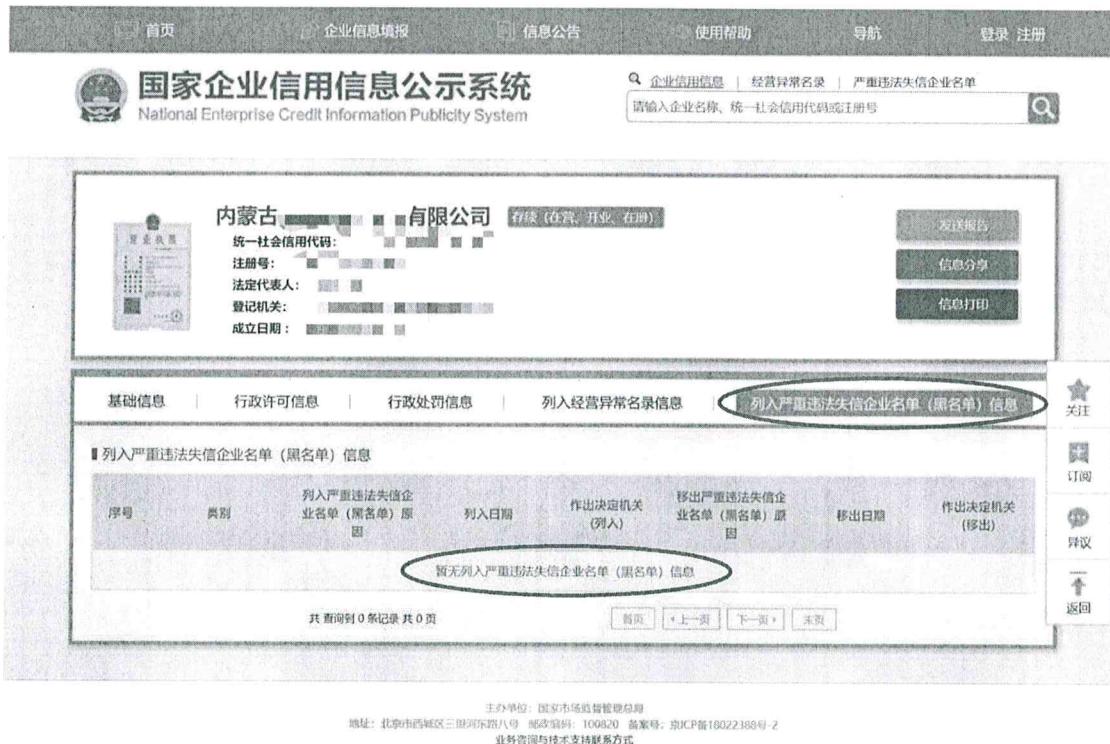 首页 企业信息填报 信息公告 使用帮助 导航 登录 注册
国家企业信用信息公示系统
National Enterprise Credit Information Publicity System
企业信用信息 | 经营异常名录 | 严重违法失信企业名单
请输入企业名称、统一社会信用代码或注册号
内蒙古 有限公司 存续（在营、开业、在册）
营业执照
统一社会信用代码：
注册号：
法定代表人：
登记机关：
成立日期：
发送报告
信息分享
信息打印
基础信息 | 行政许可信息 | 行政处罚信息 | 列入经营异常名录信息 | 列入严重违法失信企业名单（黑名单）信息
列入严重违法失信企业名单（黑名单）信息
序号 类别 列入严重违法失信企业名单（黑名单）原因 列入日期 作出决定机关(列入) 移出严重违法失信企业名单（黑名单）原因 移出日期 作出决定机关(移出)
暂无列入严重违法失信企业名单（黑名单）信息
共 查询到 0 条记录 共 0 页 首页 上一页 下一页 末页
关注
订阅
异议
返回
主办单位：国家市场监督管理总局
地址：北京市西城区三里河东路八号 邮政编码：100820 备案号：京ICP备18022388号-2
业务咨询与技术支持联系方式